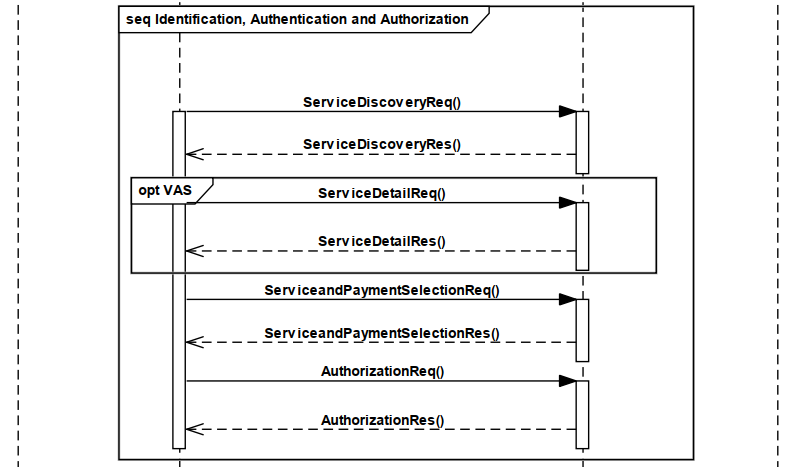 seq Identification, Authentication and Authorization
ServiceDiscoveryReq()
ServiceDiscoveryRes()
opt VAS
ServiceDetailReq()
ServiceDetailRes()
ServiceandPaymentSelectionReq()
ServiceandPaymentSelectionRes()
AuthorizationReq()
AuthorizationRes()